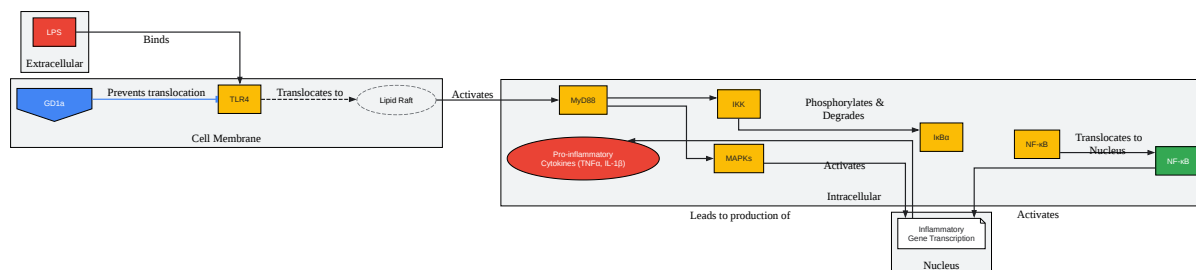 LPS
Binds
Extracellular
GD1a
Prevents translocation
TLR4
Translocates to
Lipid Raft
Cell Membrane
Activates
MyD88
IKK
Phosphorylates &
Degrades
IκBα
NF-κB
Translocates to
Nucleus
NF-κB
Pro-inflammatory
Cytokines (TNFα, IL-1β)
MAPKs
Activates
Intracellular
Leads to production of
Activates
Inflammatory
Gene Transcription
Nucleus